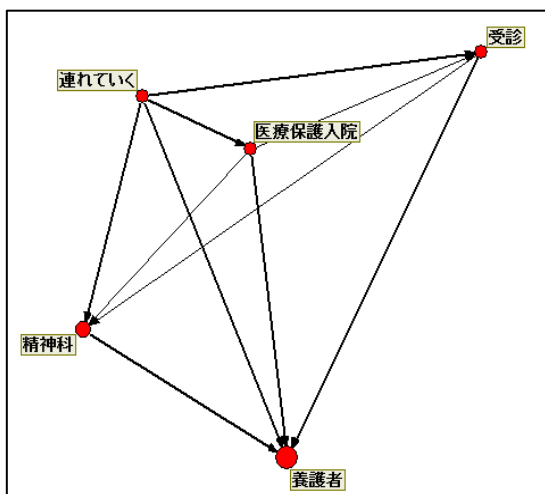 受診
連れていく
医療保護入院
精神科
養護者